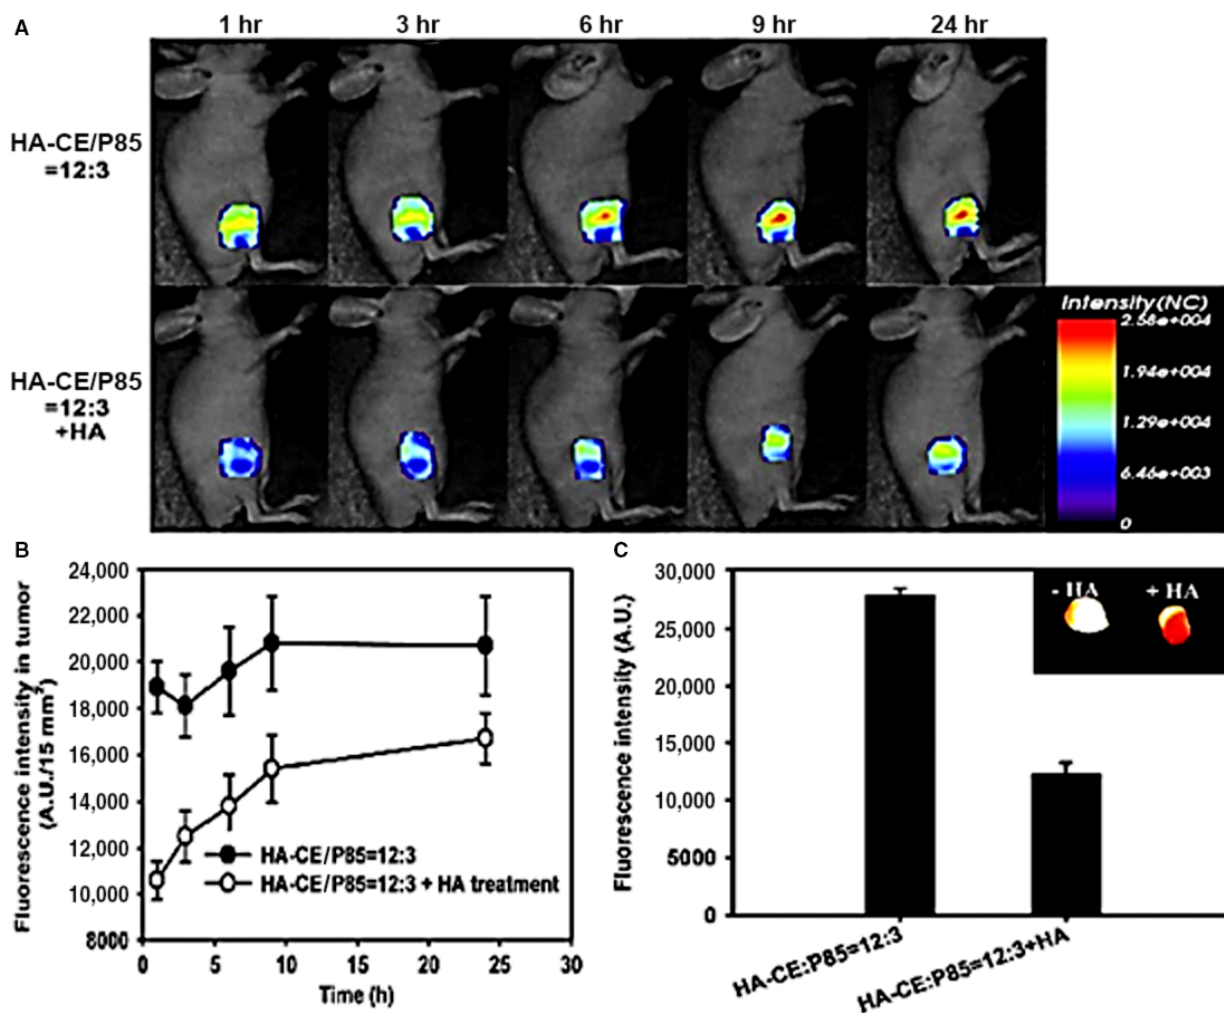 A
1 hr 3 hr 6 hr 9 hr 24 hr
HA-CE/P85
=12:3
HA-CE/P85
=12:3
+HA
Intensity(NC)
2.58e+004
1.94e+004
1.29e+004
6.46e+003
0
B
Fluorescence intensity in tumor
(A.U./15 mm²)
24,000
22,000
20,000
18,000
16,000
14,000
12,000
10,000
8000
HA-CE/P85=12:3
HA-CE/P85=12:3 + HA treatment
0 5 10 15 20 25 30
Time (h)
C
Fluorescence intensity (A.U.)
30,000
25,000
20,000
15,000
10,000
5000
0
- HA + HA
HA-CE:P85=12:3
HA-CE:P85=12:3+HA